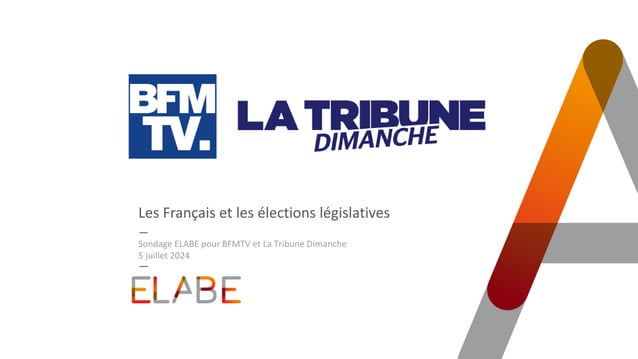 BFM
TV.
LA TRIBUNE
DIMANCHE
Les Français et les élections législatives
—
Sondage ELABE pour BFMTV et La Tribune Dimanche
5 juillet 2024
—
ELABE